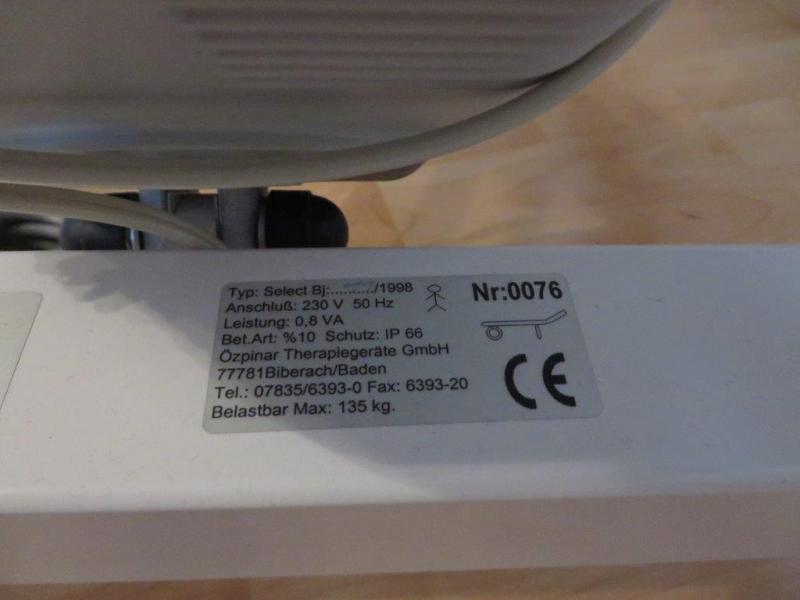 Typ: Select Bj:........../1998
Nr:0076
Anschluß: 230 V 50 Hz
Leistung: 0,8 VA
Bet.Art: %10 Schutz: IP 66
Özpinar Therapiegeräte GmbH
77781Biberach/Baden
Tel.: 07835/6393-0 Fax: 6393-20
Belastbar Max: 135 kg.
CE